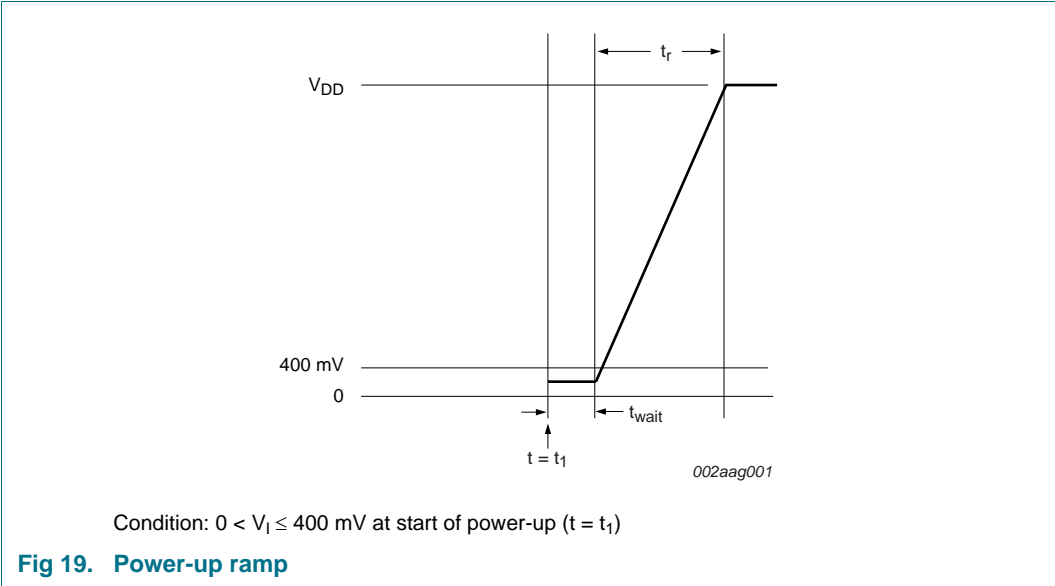 tr
VDD
400 mV
0
twait
t = t1
002aag001
Condition: 0 < VI ≤ 400 mV at start of power-up (t = t1)
Fig 19. Power-up ramp